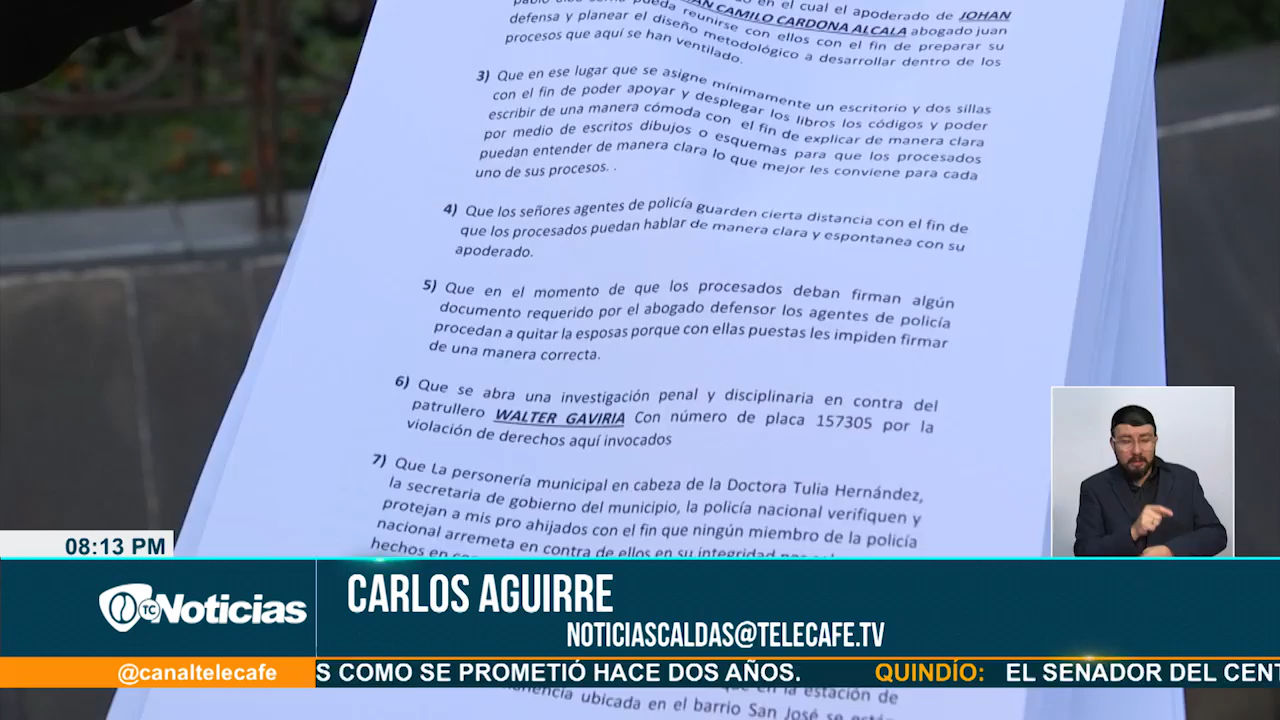 en el cual el apoderado de JOHAN
CAMILO CARDONA ALCALA abogado juan
pueda reunirse con ellos con el fin de preparar su
defensa y planear el diseño metodológico a desarrollar dentro de los
procesos que aquí se han ventilado.
3) Que en ese lugar que se asigne mínimamente un escritorio y dos sillas
con el fin de poder apoyar y desplegar los libros los códigos y poder
escribir de una manera cómoda con el fin de explicar de manera clara
por medio de escritos dibujos o esquemas para que los procesados
puedan entender de manera clara lo que mejor les conviene para cada
uno de sus procesos. .
4) Que los señores agentes de policía guarden cierta distancia con el fin de
que los procesados puedan hablar de manera clara y espontanea con su
apoderado.
5) Que en el momento de que los procesados deban firman algún
documento requerido por el abogado defensor los agentes de policía
procedan a quitar la esposas porque con ellas puestas les impiden firmar
de una manera correcta.
6) Que se abra una investigación penal y disciplinaria en contra del
patrullero WALTER GAVIRIA Con número de placa 157305 por la
violación de derechos aquí invocados
7) Que La personería municipal en cabeza de la Doctora Tulia Hernández,
la secretaria de gobierno del municipio, la policía nacional verifiquen y
protejan a mis pro ahijados con el fin que ningún miembro de la policía
nacional arremeta en contra de ellos en su integridad
hechos en
08:13 PM
TC Noticias
CARLOS AGUIRRE
NOTICIASCALDAS@TELECAFE.TV
@canaltelecafe
S COMO SE PROMETIÓ HACE DOS AÑOS. QUINDÍO: EL SENADOR DEL CENT
en la estación de
ubicada en el barrio San José se